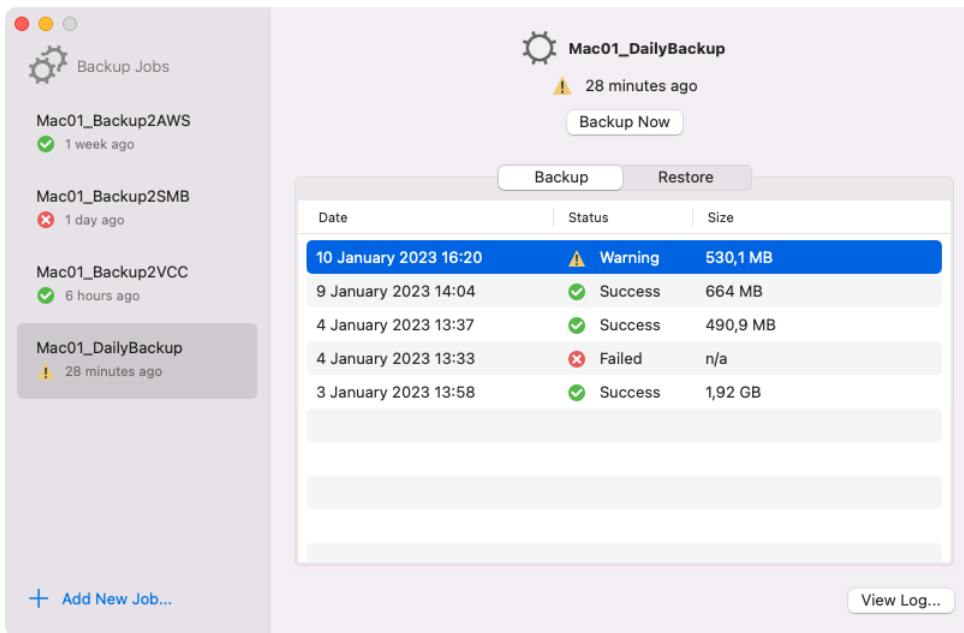 Backup Jobs
Mac01_Backup2AWS
1 week ago
Mac01_Backup2SMB
1 day ago
Mac01_Backup2VCC
6 hours ago
Mac01_DailyBackup
28 minutes ago
Add New Job...
Mac01_DailyBackup
28 minutes ago
Backup Now
Backup Restore
Date Status Size
10 January 2023 16:20 Warning 530,1 MB
9 January 2023 14:04 Success 664 MB
4 January 2023 13:37 Success 490,9 MB
4 January 2023 13:33 Failed n/a
3 January 2023 13:58 Success 1,92 GB
View Log...